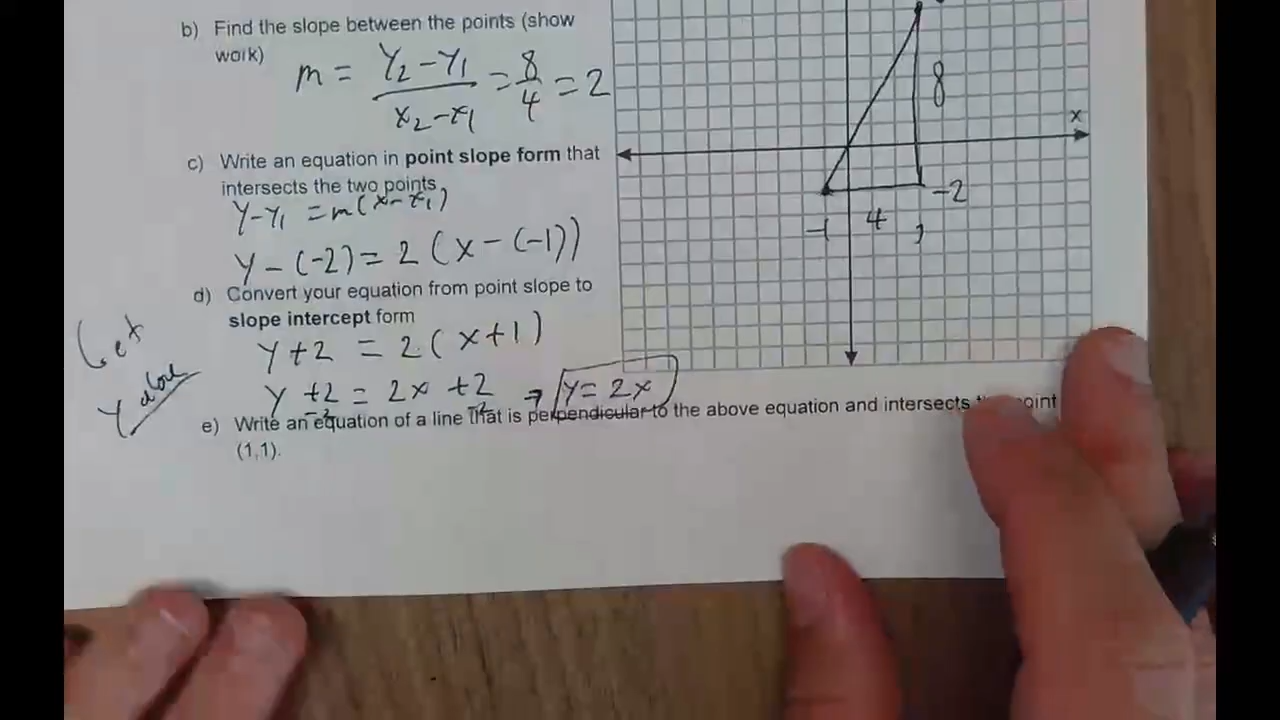 b) Find the slope between the points (show
work)
m = Y₂-Y₁ / x₂-x₁ = 8/4 = 2
8
x
c) Write an equation in point slope form that
intersects the two points
Y-Y₁ = m(x-x₁)
-2
-1 4
Y-(-2) = 2(x-(-1))
d) Convert your equation from point slope to
slope intercept form
Y+2 = 2(x+1)
Get
Y alone
Y+2 = 2x+2 → y=2x
-2 -2
e) Write an equation of a line that is perpendicular to the above equation and intersects point
(1,1).